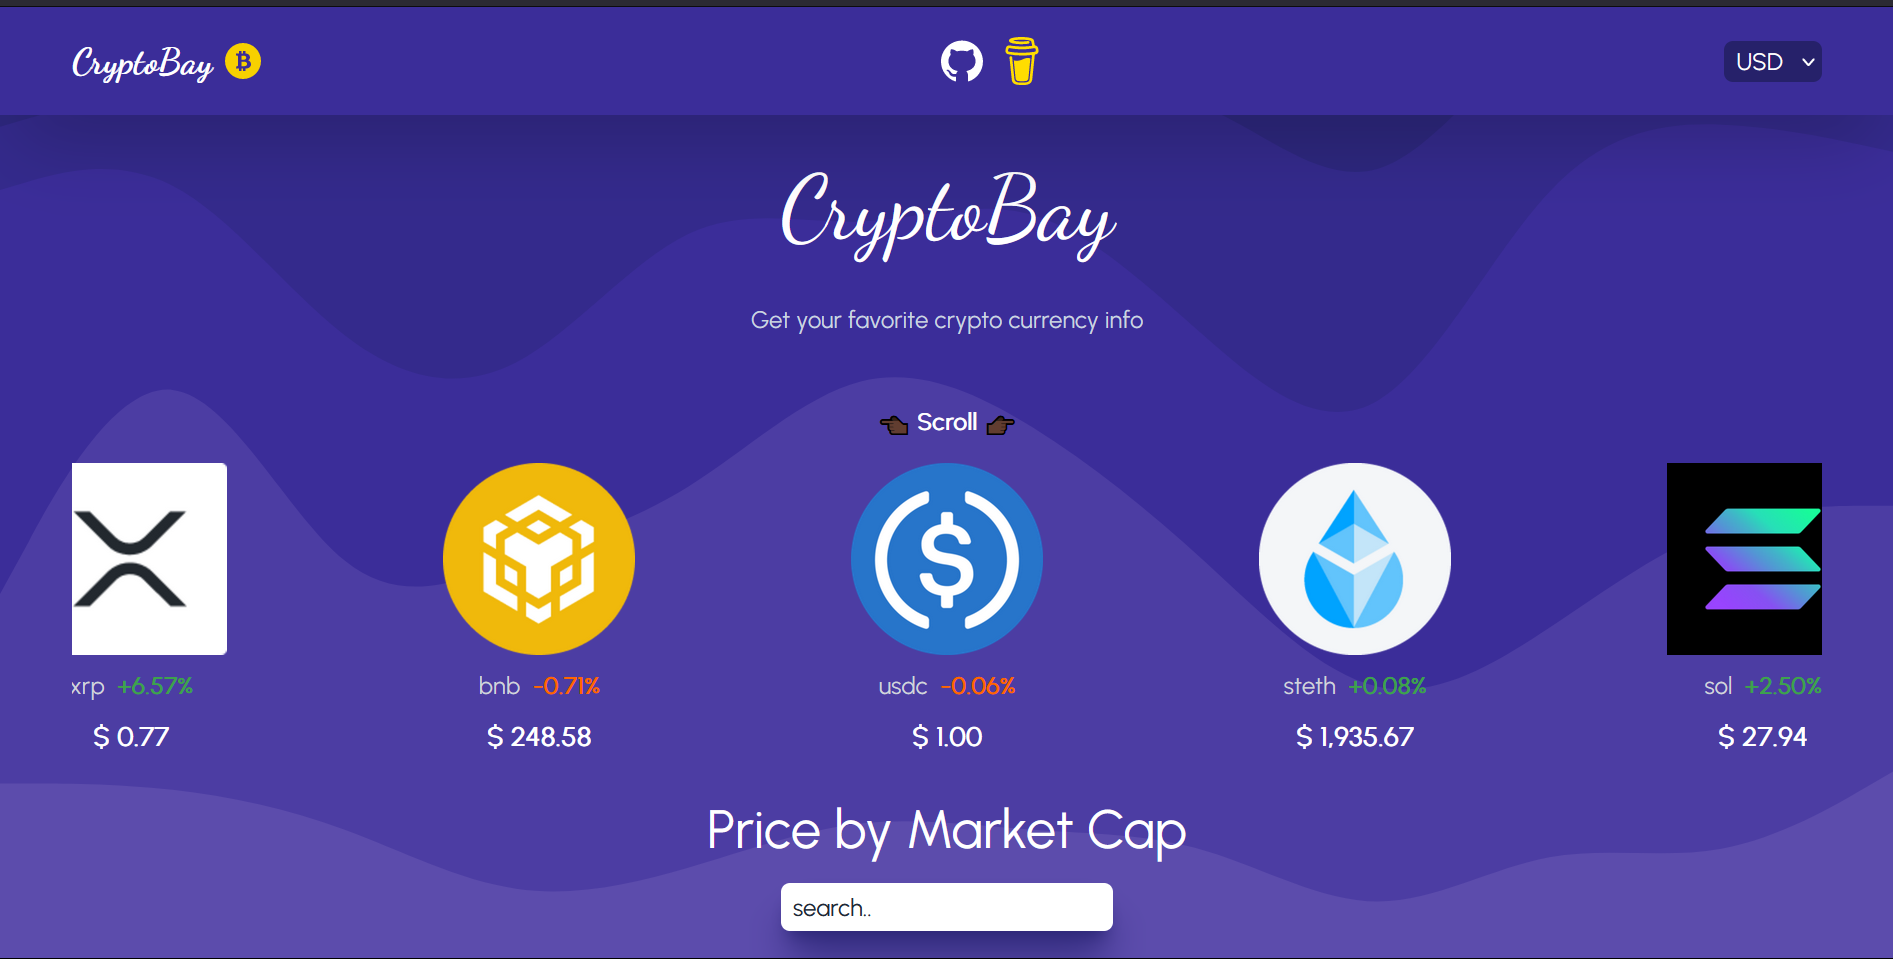 CryptoBay
USD
CryptoBay
Get your favorite crypto currency info
Scroll
xrp +6.57%
$ 0.77
bnb -0.71%
$ 248.58
usdc -0.06%
$ 1.00
steth +0.08%
$ 1,935.67
sol +2.50%
$ 27.94
Price by Market Cap
search..